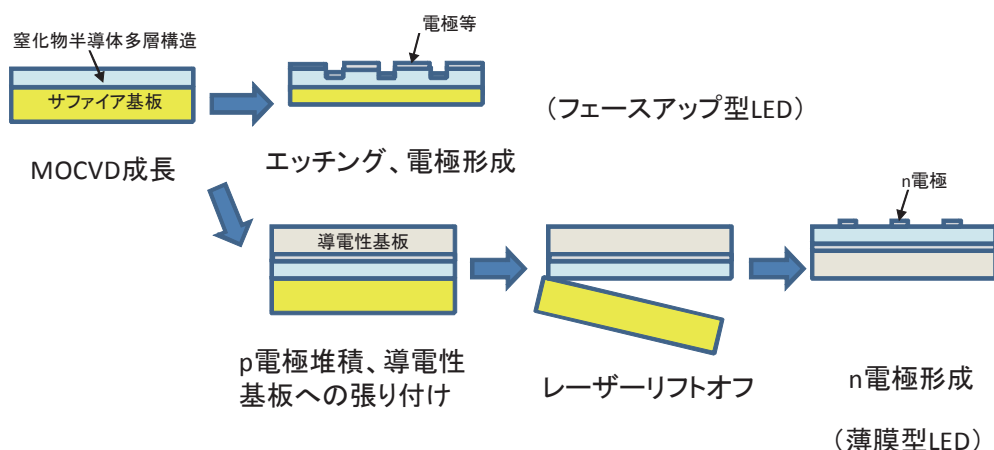 窒化物半導体多層構造
サファイア基板
MOCVD成長
電極等
エッチング、電極形成
（フェースアップ型LED）
導電性基板
p電極堆積、導電性
基板への張り付け
レーザーリフトオフ
n電極
n電極形成
（薄膜型LED）